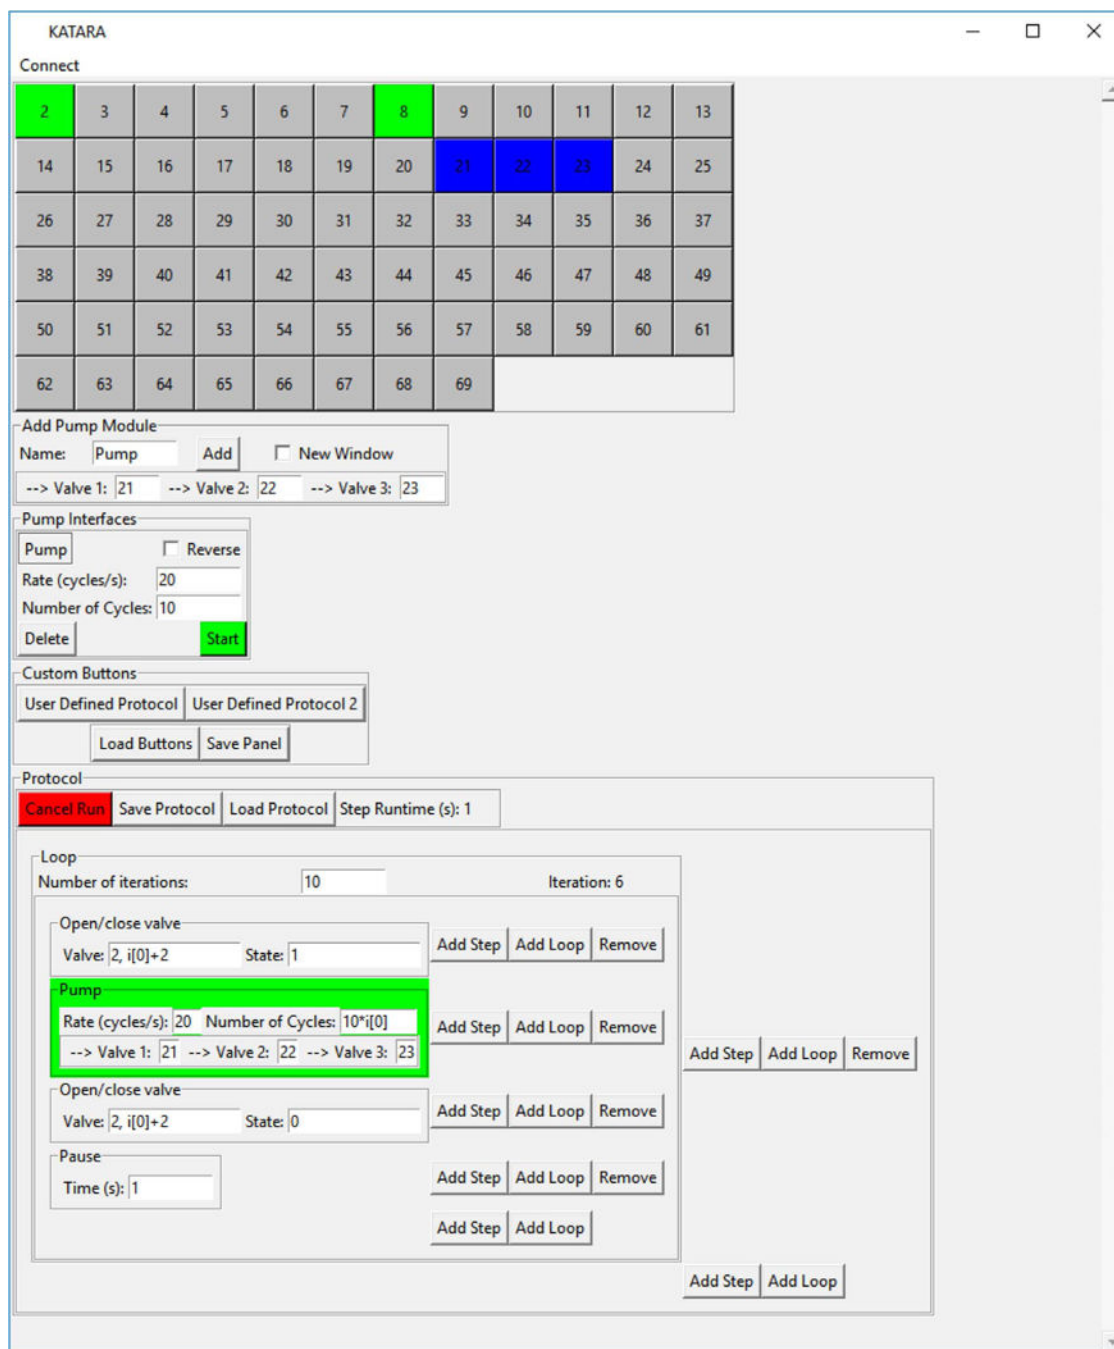 KATARA
Connect
2 3 4 5 6 7 8 9 10 11 12 13
14 15 16 17 18 19 20 21 22 23 24 25
26 27 28 29 30 31 32 33 34 35 36 37
38 39 40 41 42 43 44 45 46 47 48 49
50 51 52 53 54 55 56 57 58 59 60 61
62 63 64 65 66 67 68 69
Add Pump Module
Name: Pump Add New Window
--> Valve 1: 21 --> Valve 2: 22 --> Valve 3: 23
Pump Interfaces
Pump Reverse
Rate (cycles/s): 20
Number of Cycles: 10
Delete Start
Custom Buttons
User Defined Protocol User Defined Protocol 2
Load Buttons Save Panel
Protocol
Cancel Run Save Protocol Load Protocol Step Runtime (s): 1
Loop
Number of iterations: 10 Iteration: 6
Open/close valve
Valve: 2, i[0]+2 State: 1 Add Step Add Loop Remove
Pump
Rate (cycles/s): 20 Number of Cycles: 10*i[0] Add Step Add Loop Remove
--> Valve 1: 21 --> Valve 2: 22 --> Valve 3: 23 Add Step Add Loop Remove
Open/close valve
Valve: 2, i[0]+2 State: 0 Add Step Add Loop Remove
Pause
Time (s): 1 Add Step Add Loop Remove
Add Step Add Loop
Add Step Add Loop